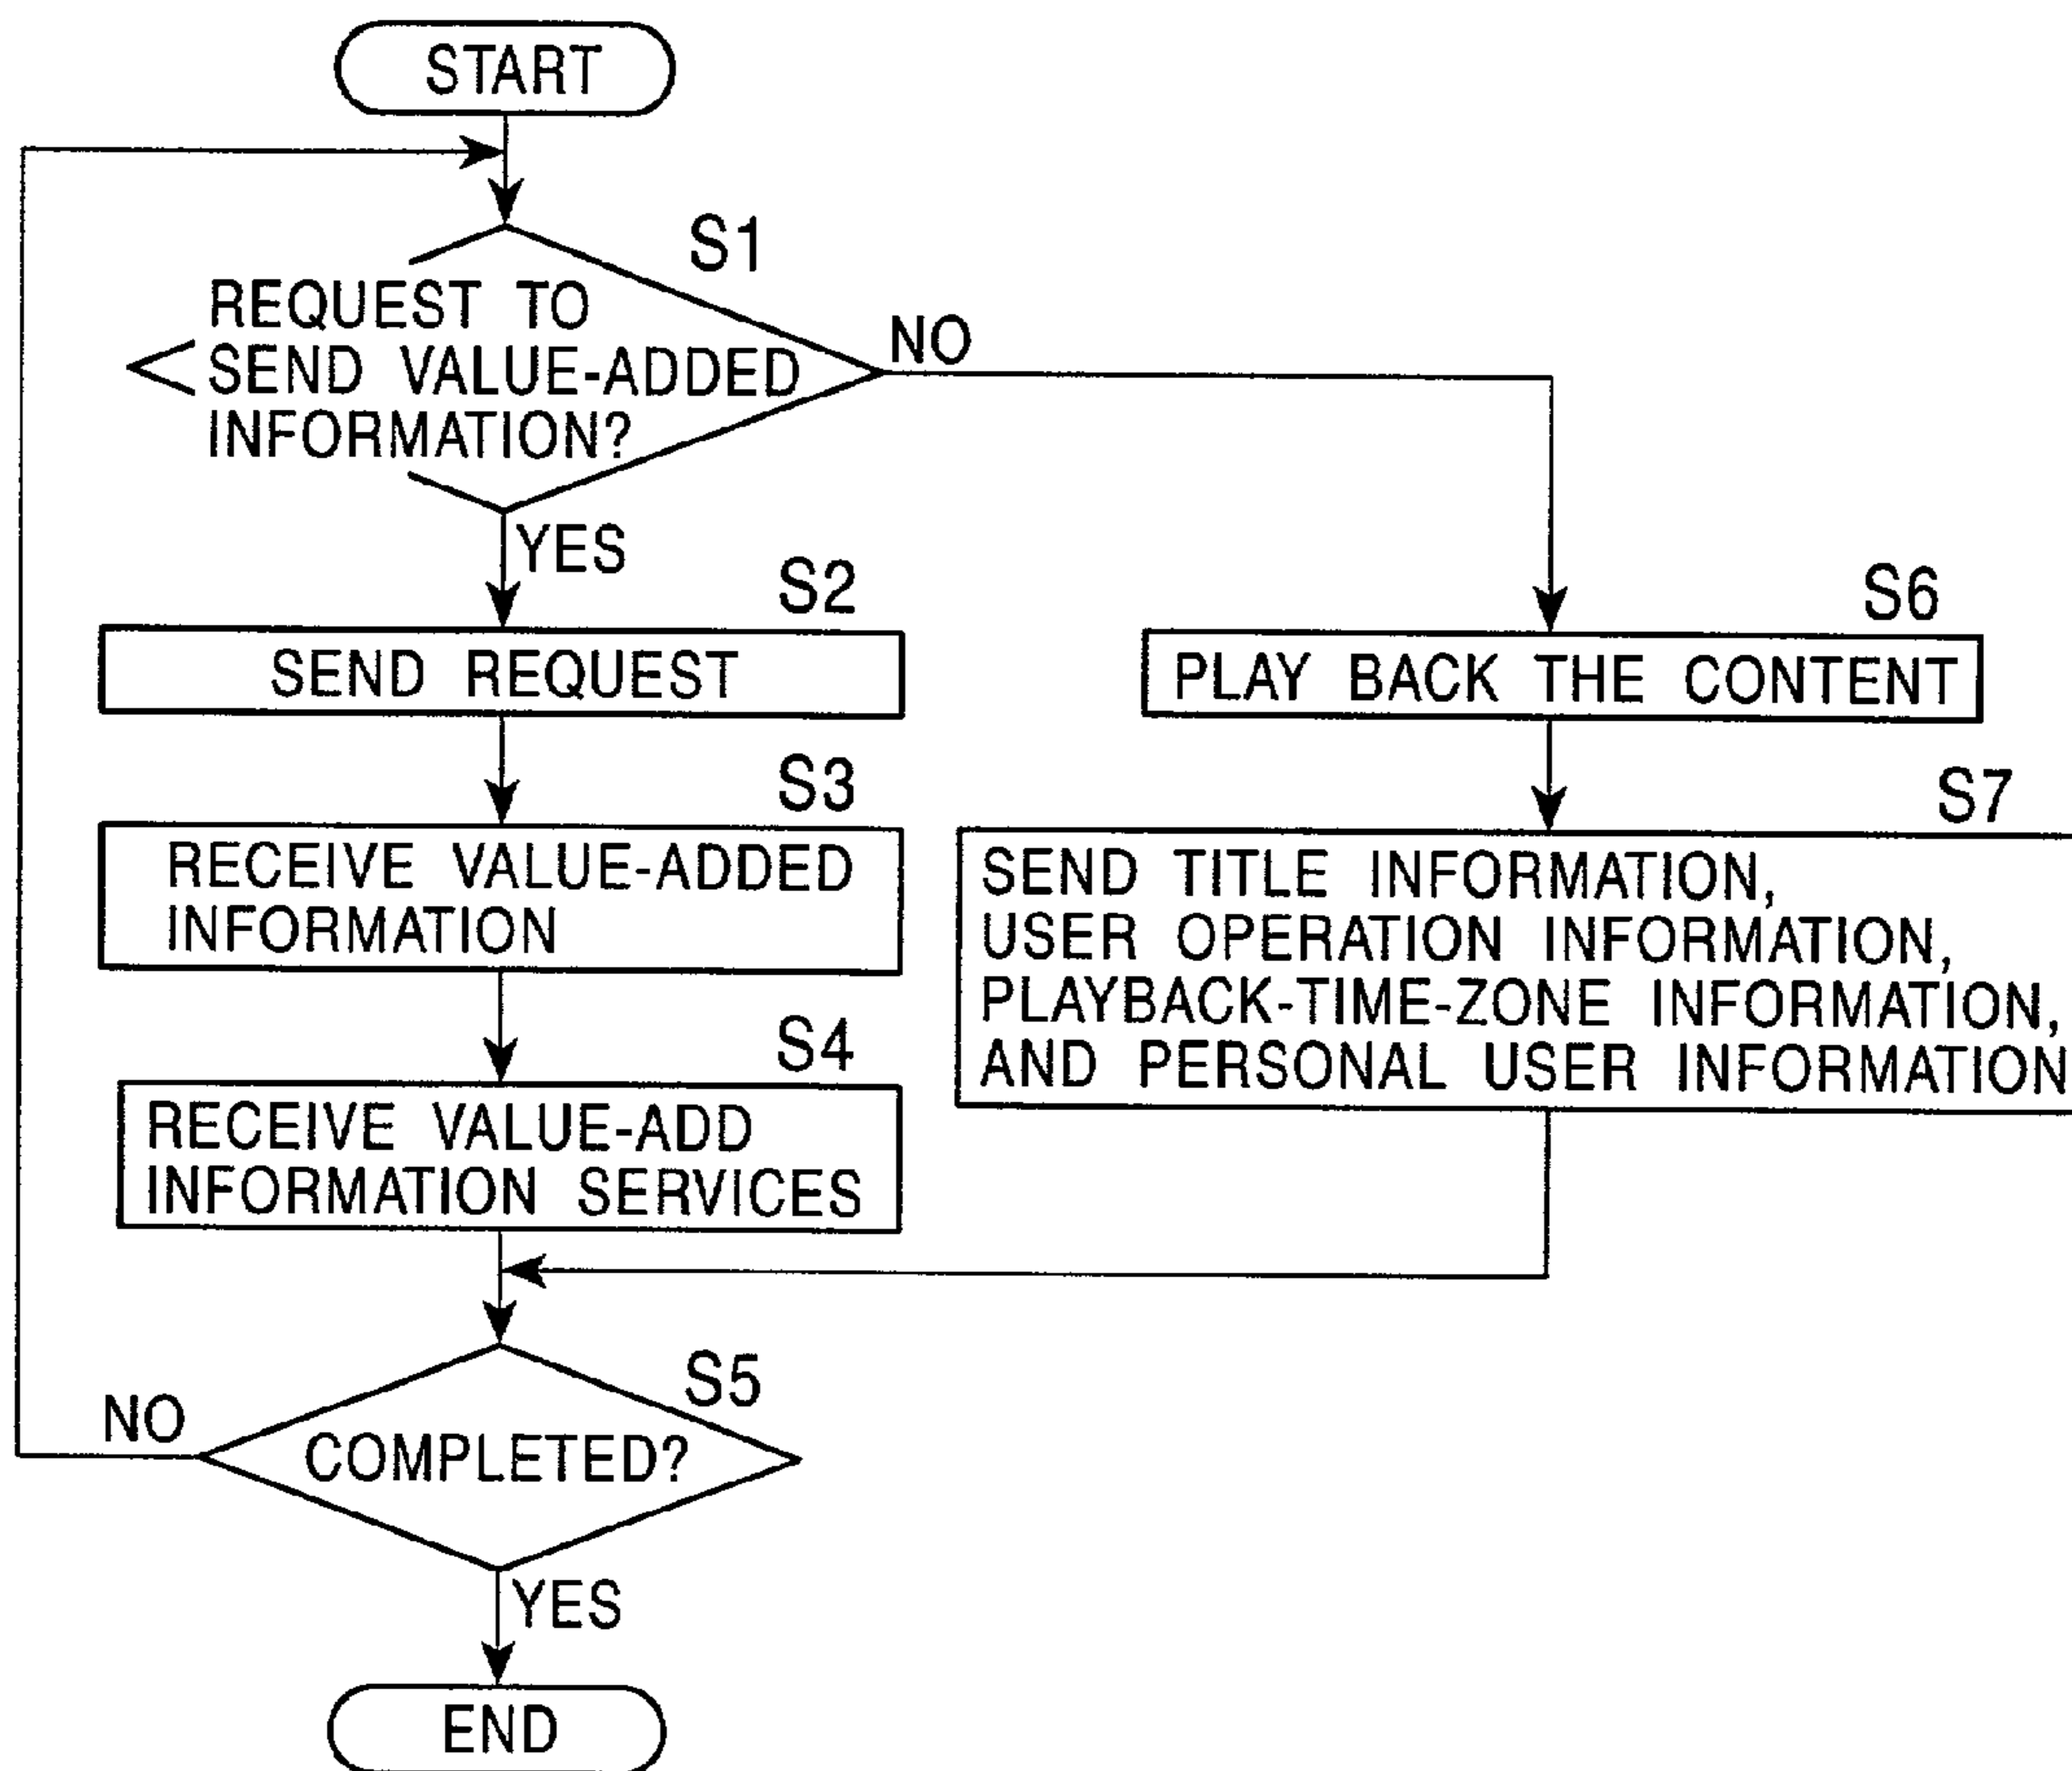 START
S1
REQUEST TO
SEND VALUE-ADDED
INFORMATION?
NO
YES
S2
SEND REQUEST
S3
RECEIVE VALUE-ADDED
INFORMATION
S4
RECEIVE VALUE-ADD
INFORMATION SERVICES
S6
PLAY BACK THE CONTENT
S7
SEND TITLE INFORMATION,
USER OPERATION INFORMATION,
PLAYBACK-TIME-ZONE INFORMATION,
AND PERSONAL USER INFORMATION
S5
NO
COMPLETED?
YES
END